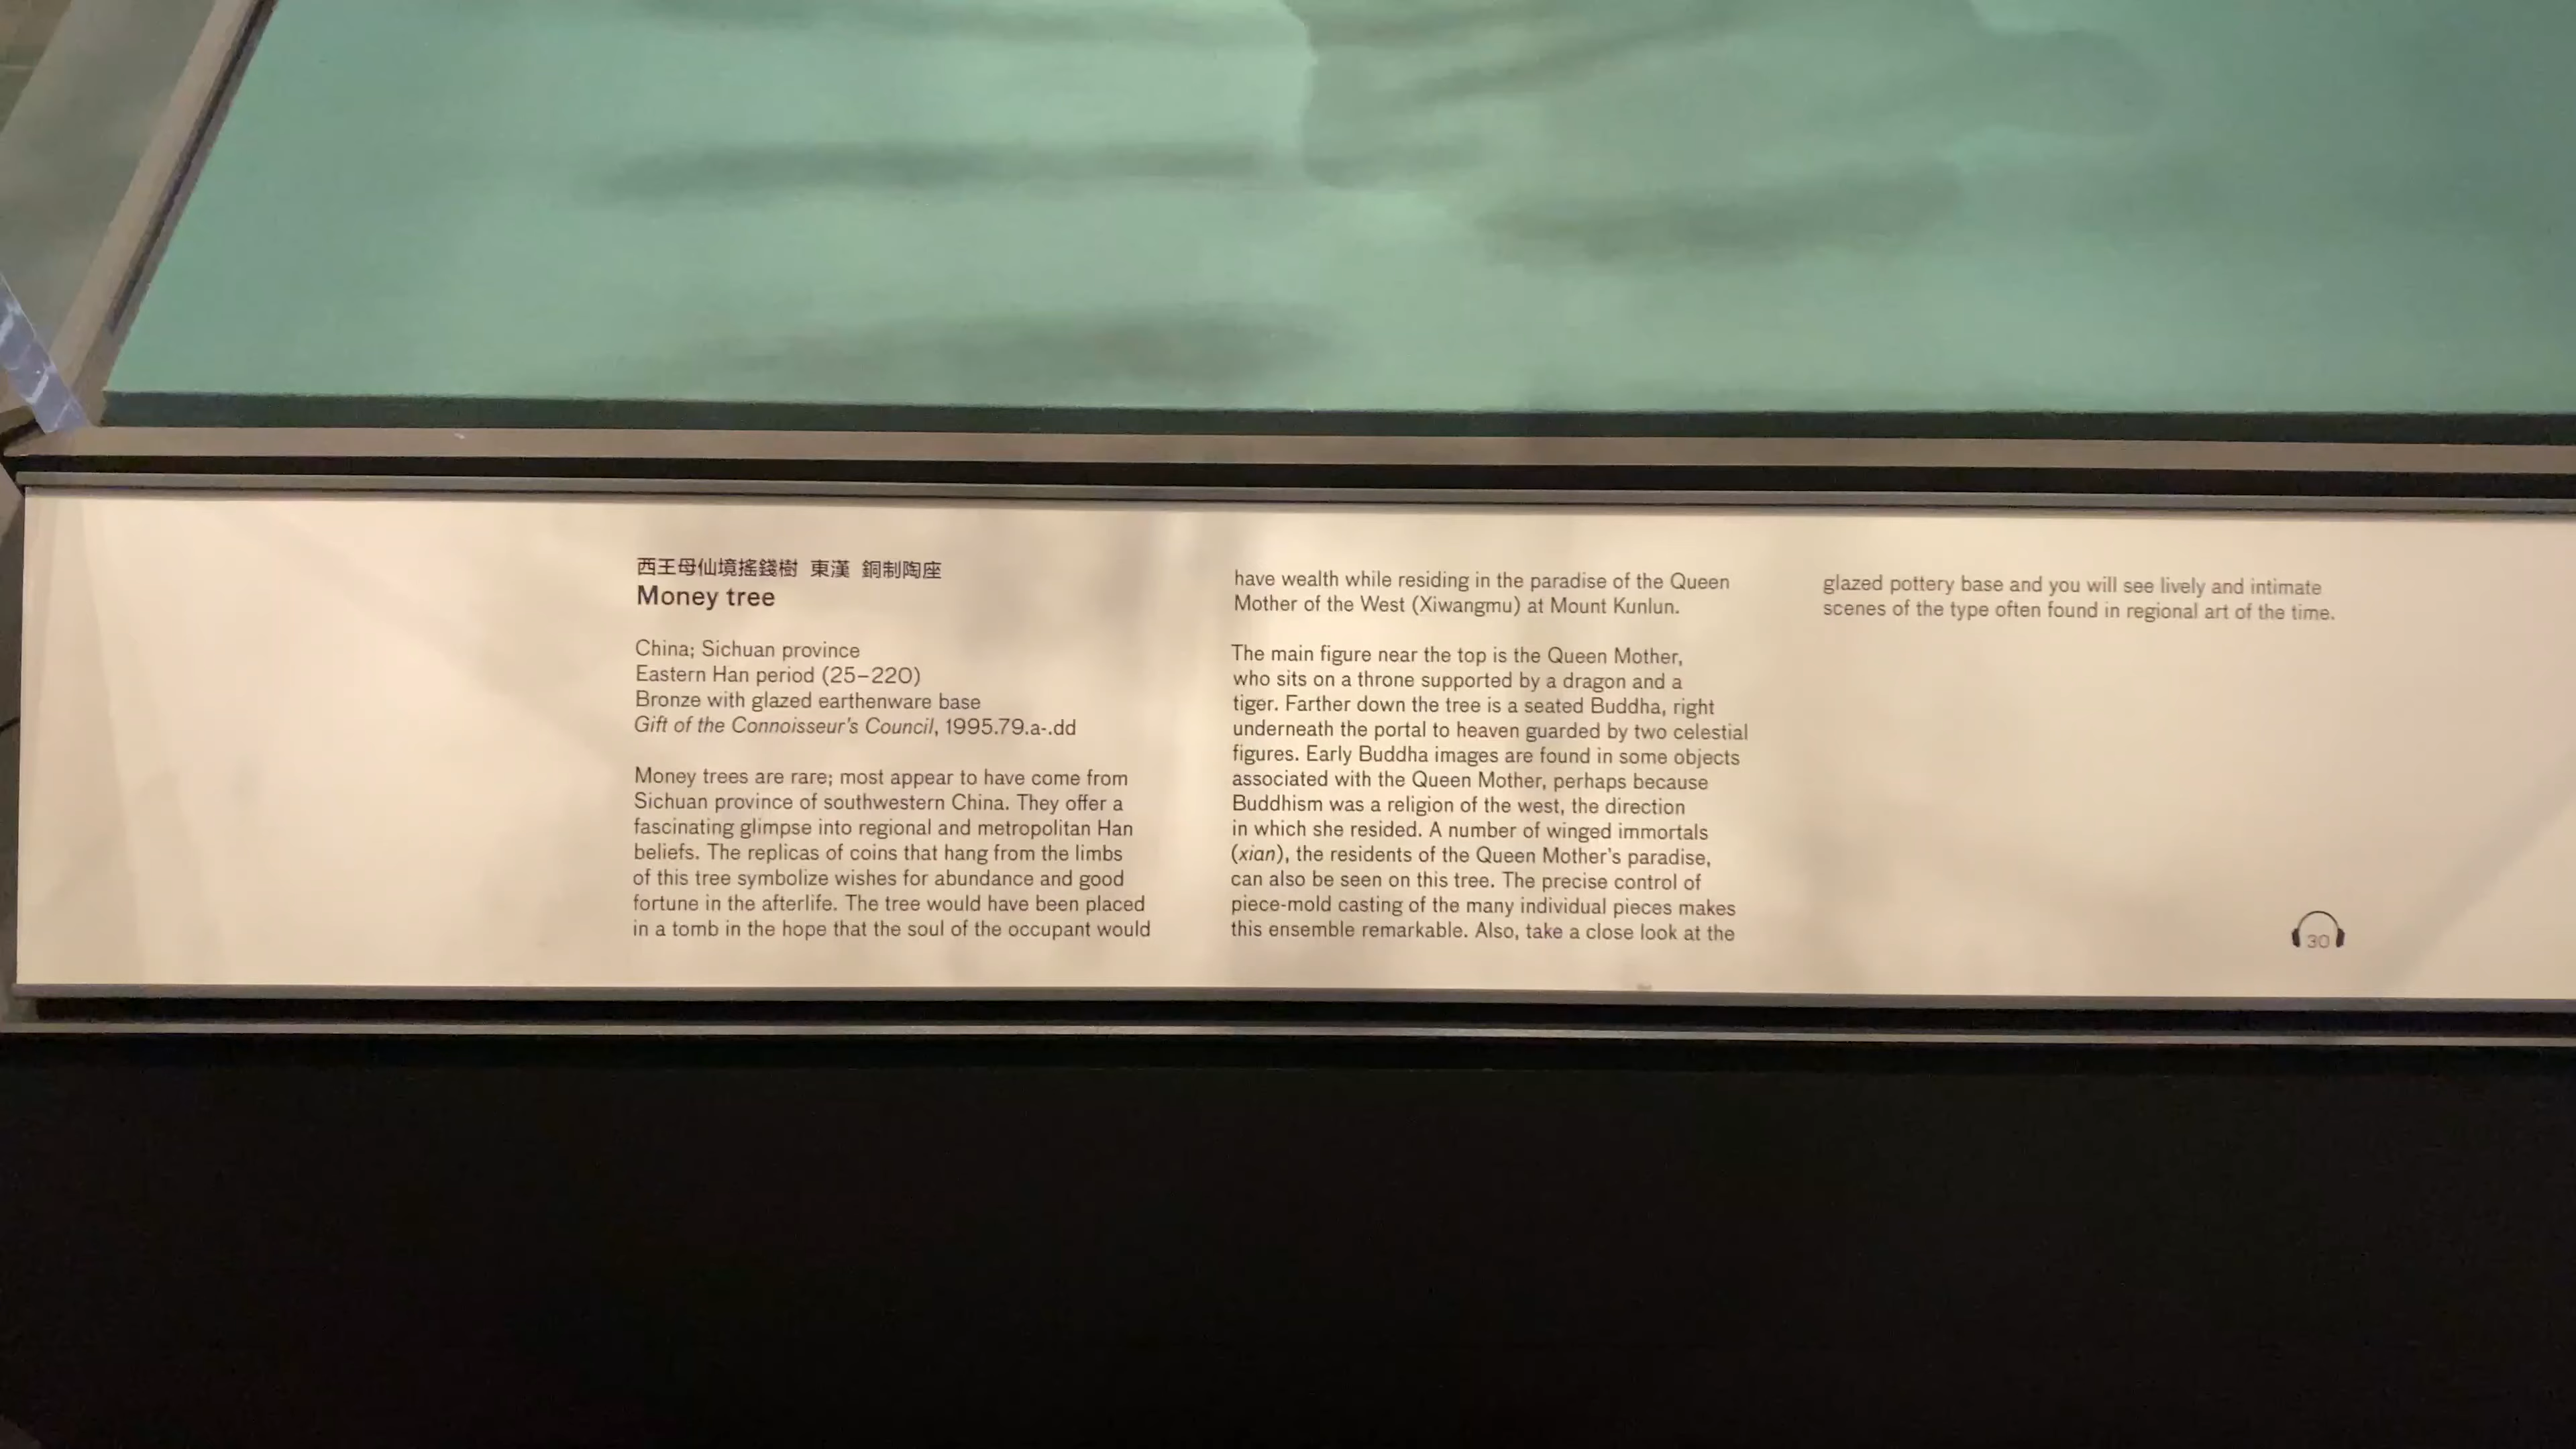 西王母仙境搖錢樹 東漢 銅制陶座
Money tree
China; Sichuan province
Eastern Han period (25–220)
Bronze with glazed earthenware base
Gift of the Connoisseur's Council, 1995.79.a-.dd
Money trees are rare; most appear to have come from
Sichuan province of southwestern China. They offer a
fascinating glimpse into regional and metropolitan Han
beliefs. The replicas of coins that hang from the limbs
of this tree symbolize wishes for abundance and good
fortune in the afterlife. The tree would have been placed
in a tomb in the hope that the soul of the occupant would
have wealth while residing in the paradise of the Queen
Mother of the West (Xiwangmu) at Mount Kunlun.
The main figure near the top is the Queen Mother,
who sits on a throne supported by a dragon and a
tiger. Farther down the tree is a seated Buddha, right
underneath the portal to heaven guarded by two celestial
figures. Early Buddha images are found in some objects
associated with the Queen Mother, perhaps because
Buddhism was a religion of the west, the direction
in which she resided. A number of winged immortals
(xian), the residents of the Queen Mother's paradise,
can also be seen on this tree. The precise control of
piece-mold casting of the many individual pieces makes
this ensemble remarkable. Also, take a close look at the
glazed pottery base and you will see lively and intimate
scenes of the type often found in regional art of the time.
30